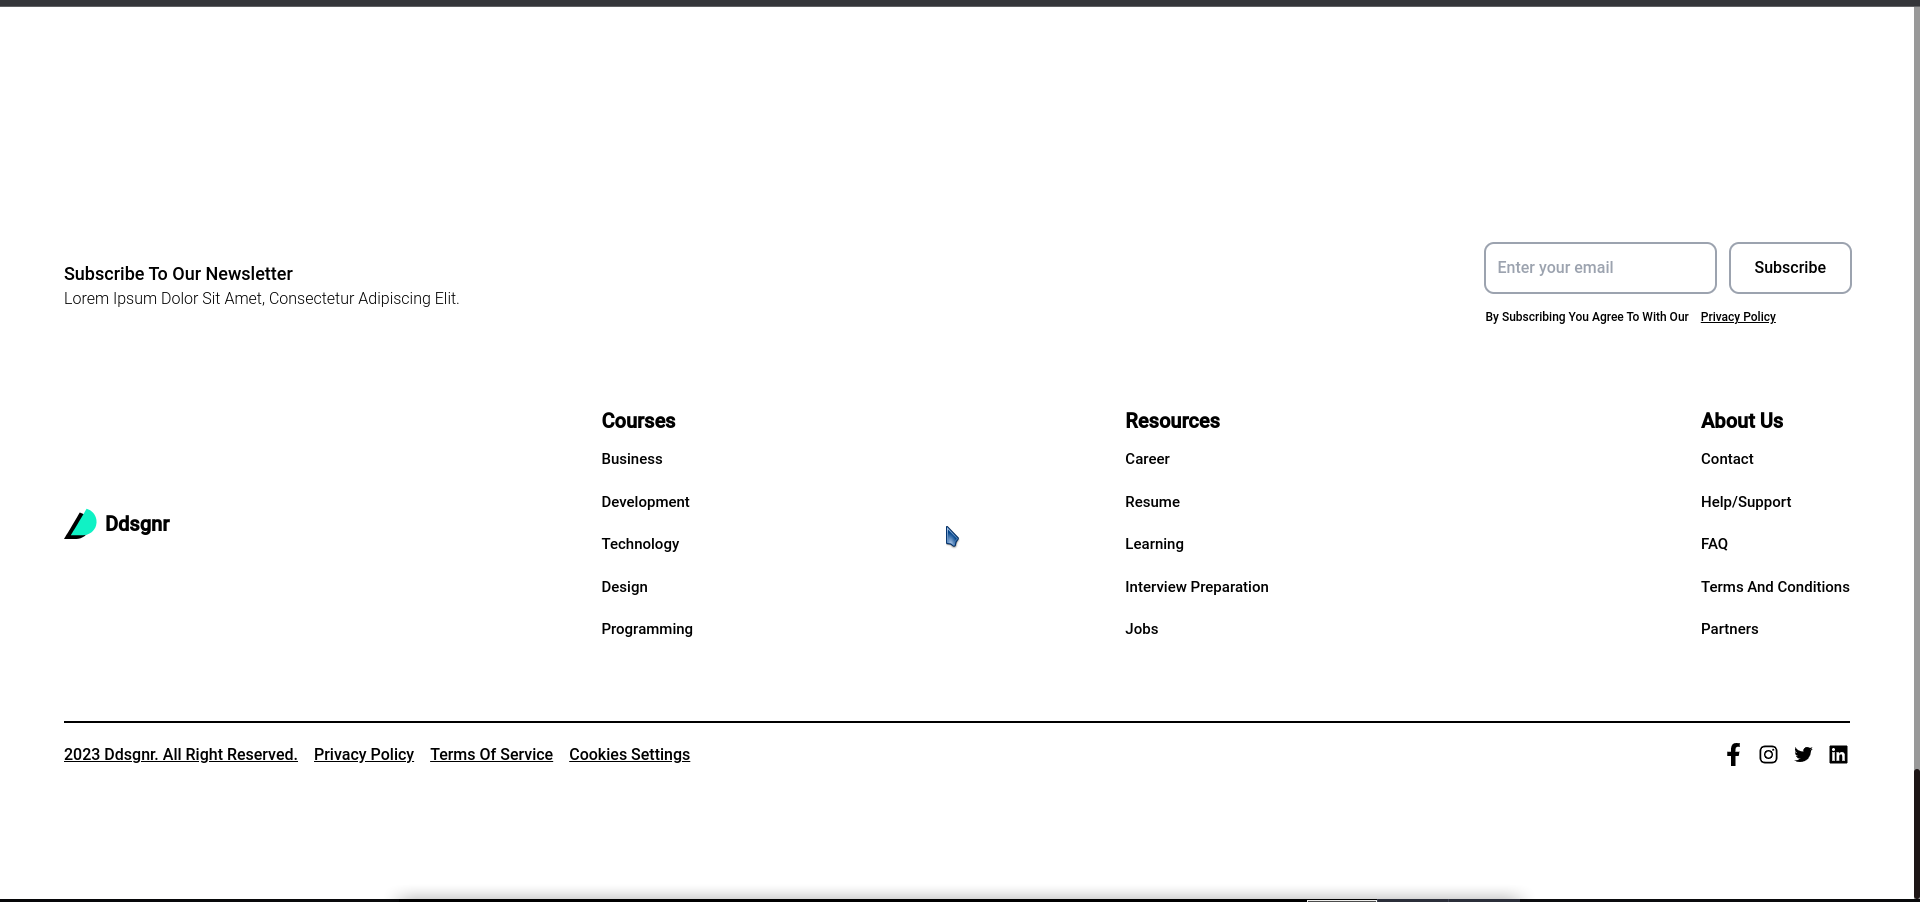 Subscribe To Our Newsletter
Lorem Ipsum Dolor Sit Amet, Consectetur Adipiscing Elit.
Enter your email
Subscribe
By Subscribing You Agree To With Our Privacy Policy
Ddsgnr
Courses
Business
Development
Technology
Design
Programming
Resources
Career
Resume
Learning
Interview Preparation
Jobs
About Us
Contact
Help/Support
FAQ
Terms And Conditions
Partners
2023 Ddsgnr. All Right Reserved. Privacy Policy Terms Of Service Cookies Settings